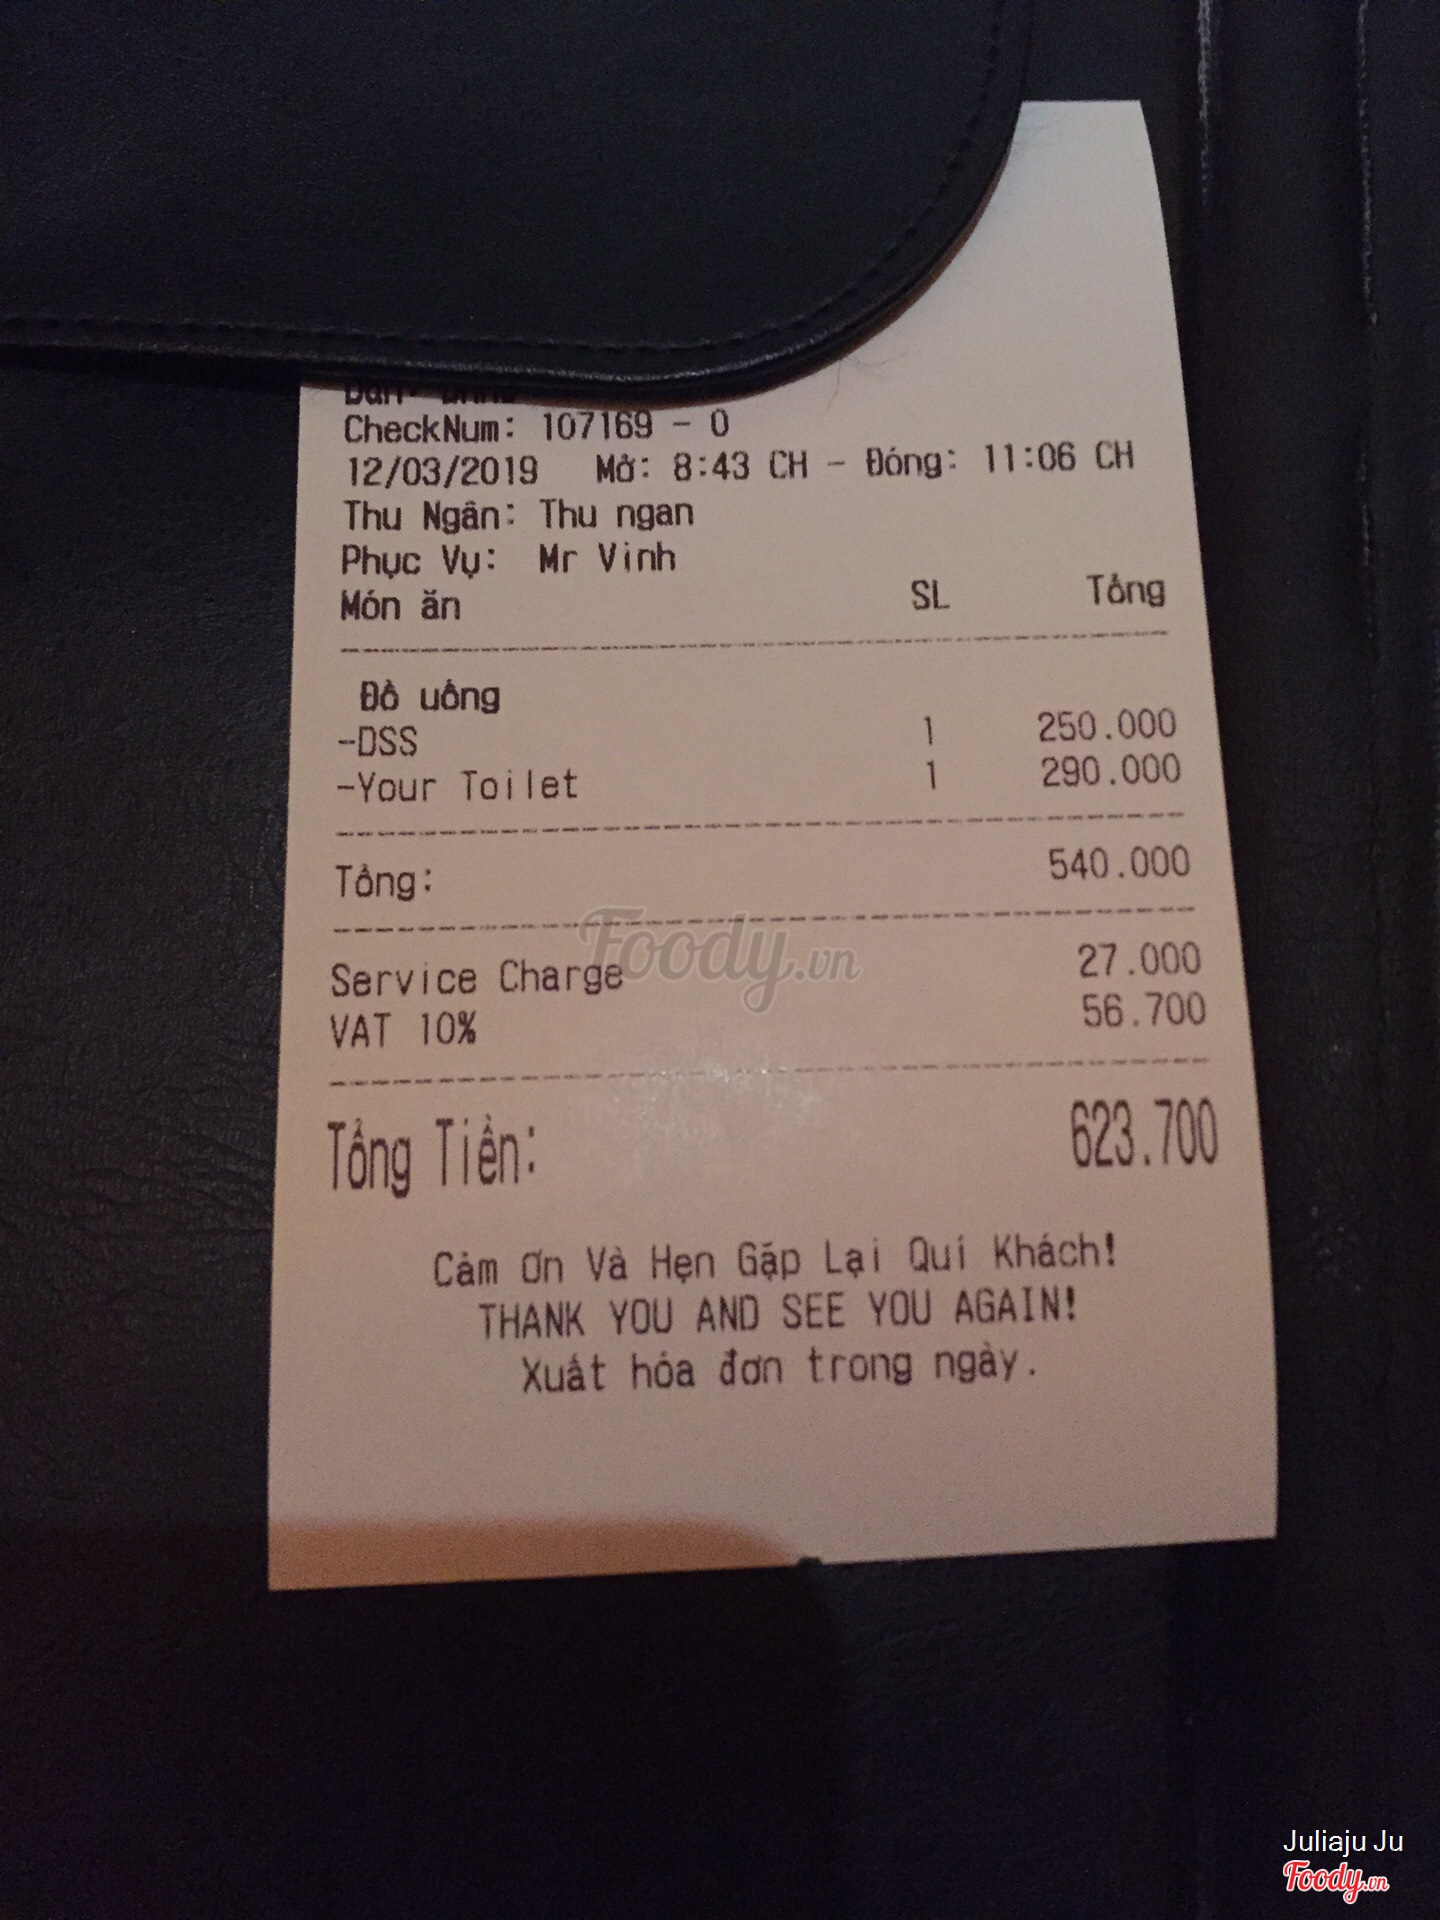 CheckNum: 107169 - 0
12/03/2019 Mở: 8:43 CH - Đóng: 11:06 CH
Thu Ngân: Thu ngan
Phục Vụ: Mr Vinh
Món ăn SL Tổng
Đồ uống
-DSS 1 250.000
-Your Toilet 1 290.000
Tổng: 540.000
Service Charge 27.000
VAT 10% 56.700
Tổng Tiền: 623.700
Cảm Ơn Và Hẹn Gặp Lại Quí Khách!
THANK YOU AND SEE YOU AGAIN!
Xuất hóa đơn trong ngày.
Foody.vn
Juliaju Ju
Foody.vn